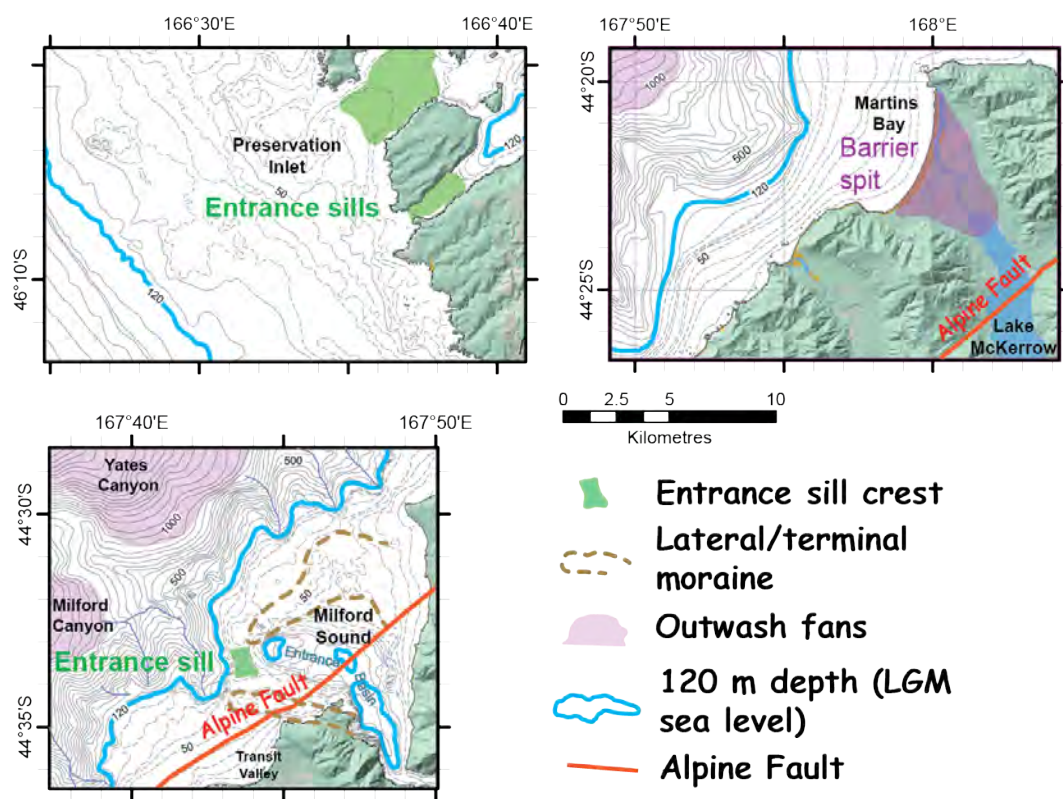 166°30'E
166°40'E
46°10'S
Preservation
Inlet
50
Entrance sills
120
120
167°50'E
168°E
44°20'S
44°25'S
1000
500
120
50
Martins
Bay
Barrier
spit
Alpine Fault
Lake
McKerrow
0 2.5 5 10
Kilometres
167°40'E
167°50'E
44°30'S
44°35'S
Yates
Canyon
500
1000
500
Milford
Canyon
50
Milford
Sound
Entrance
Basin
Entrance sill
120
Alpine Fault
50
Transit
Valley
Entrance sill crest
Lateral/terminal
moraine
Outwash fans
120 m depth (LGM
sea level)
Alpine Fault